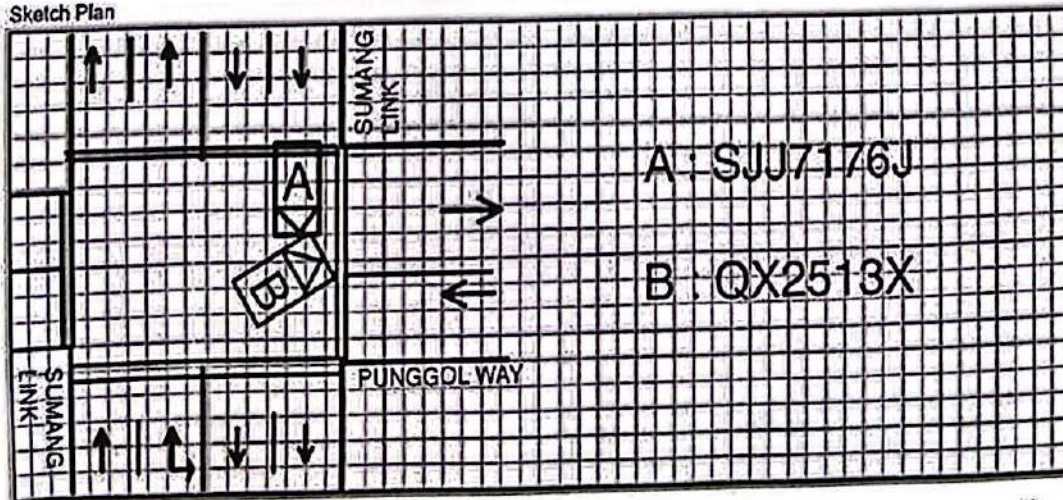 Sketch Plan
SUMANG
LINK
A : SJJ7176J
A
B : QX2513X
B
PUNGGOL WAY
SUMANG
LINK